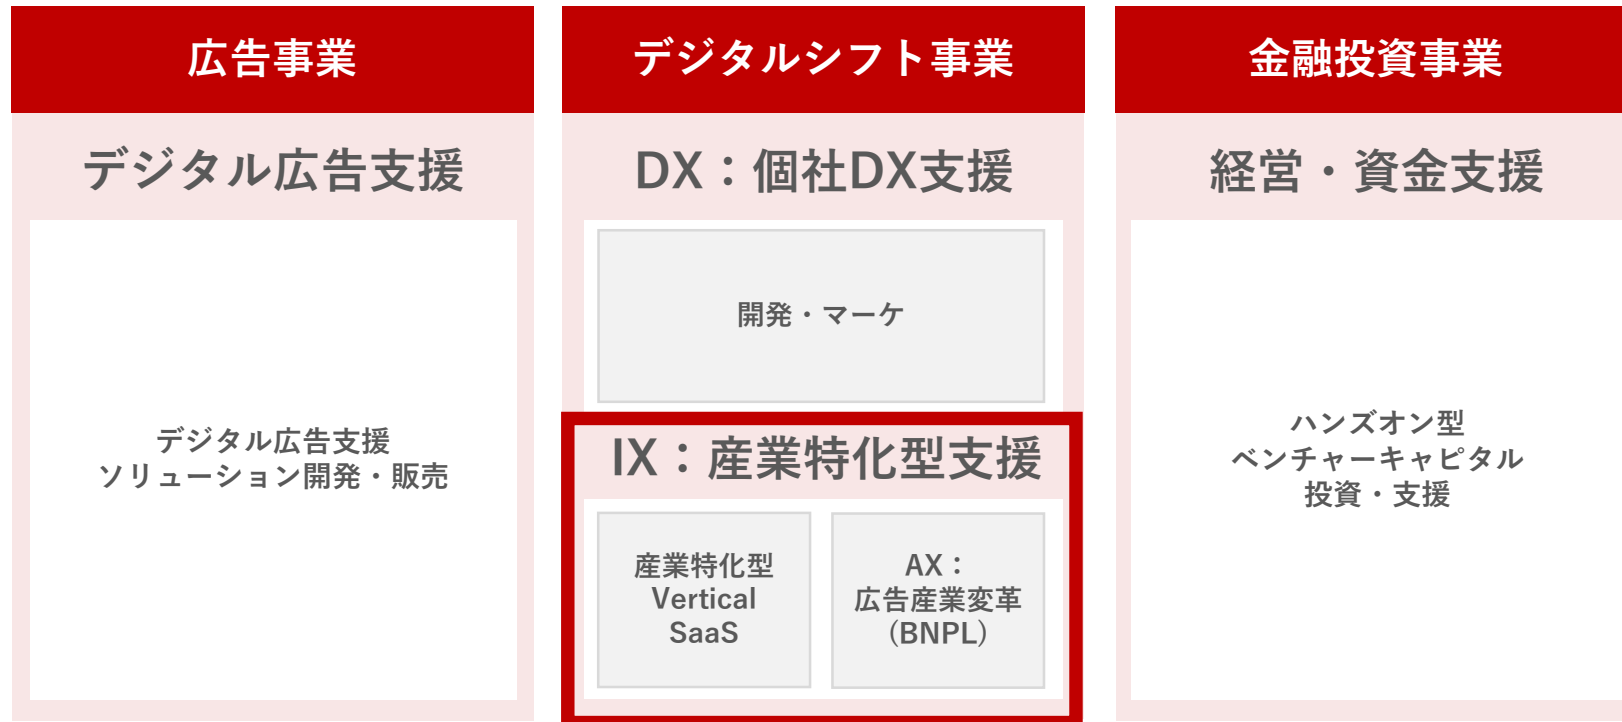 広告事業
デジタル広告支援
デジタル広告支援
ソリューション開発・販売
デジタルシフト事業
DX：個社DX支援
開発・マーケ
IX：産業特化型支援
産業特化型
Vertical
SaaS
AX：
広告産業変革
(BNPL)
金融投資事業
経営・資金支援
ハンズオン型
ベンチャーキャピタル
投資・支援